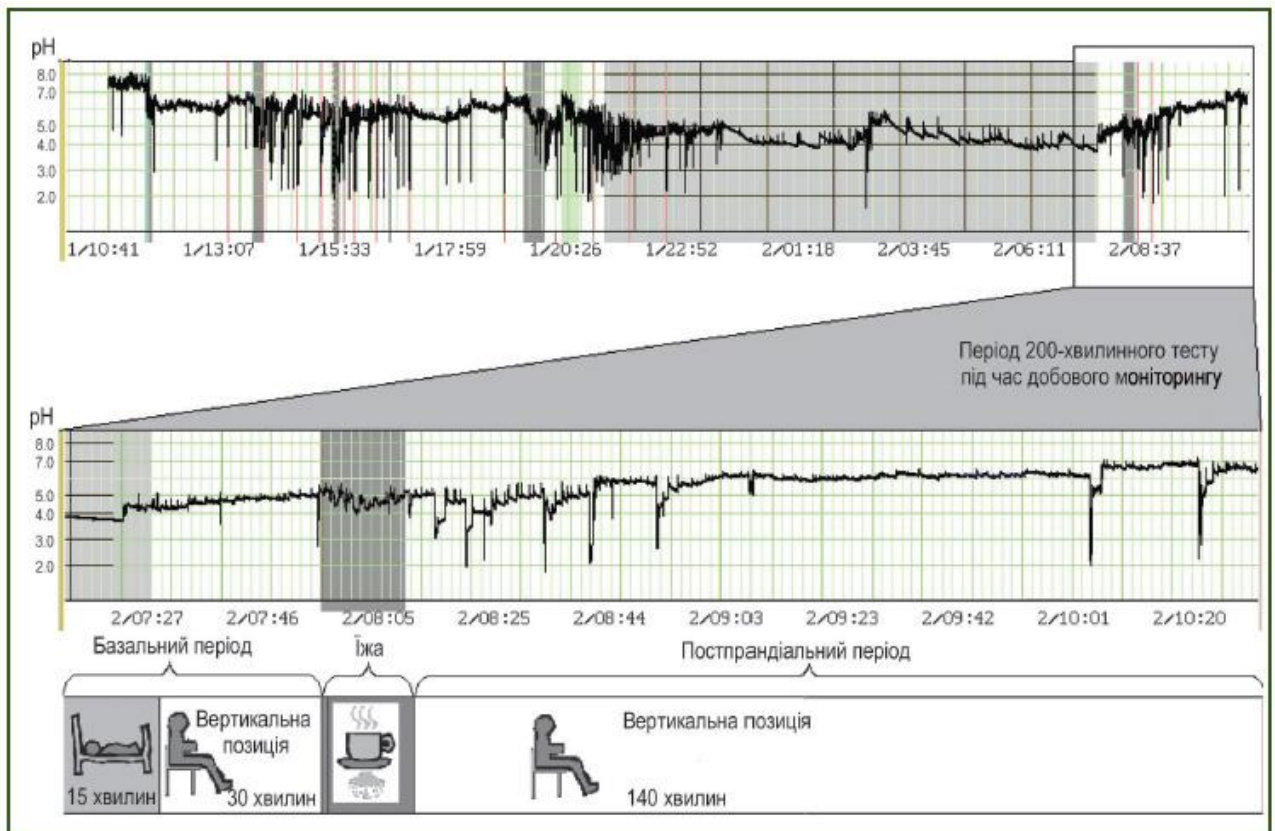 pH
8.0
7.0
5.0
4.0
3.0
2.0
1/10:41 1/13:07 1/15:33 1/17:59 1/20:26 1/22:52 2/01:18 2/03:45 2/06:11 2/08:37
Період 200-хвилинного тесту
під час добового моніторингу
pH
8.0
7.0
5.0
4.0
3.0
2.0
2/07:27 2/07:46 2/08:05 2/08:25 2/08:44 2/09:03 2/09:23 2/09:42 2/10:01 2/10:20
Базальний період Їжа Постпрандіальний період
Вертикальна
позиція
Вертикальна позиція
15 хвилин 30 хвилин 140 хвилин